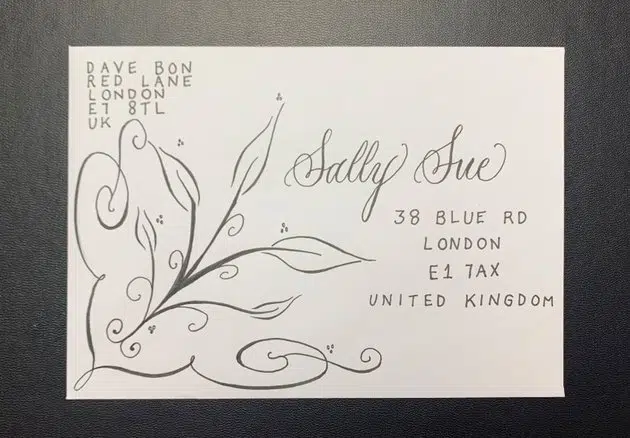 DAVE BON
RED LANE
LONDON
E1 8TL
UK
Sally Sue
38 BLUE RD
LONDON
E1 7AX
UNITED KINGDOM